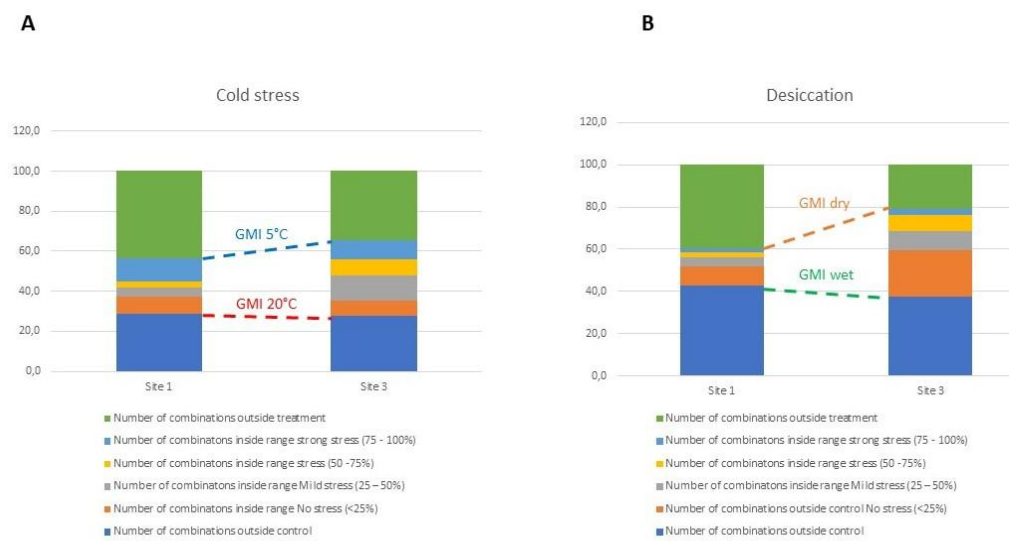 A
Cold stress
120,0
100,0
80,0
60,0
40,0
20,0
0,0
GMI 5°C
GMI 20°C
Site 1
Site 3
Number of combinations outside treatment
Number of combinatons inside range strong stress (75 - 100%)
Number of combinatons inside range stress (50 -75%)
Number of combinatons inside range Mild stress (25 – 50%)
Number of combinatons inside range No stress (<25%)
Number of combinations outside control
B
Desiccation
120,0
100,0
80,0
60,0
40,0
20,0
0,0
GMI dry
GMI wet
Site 1
Site 3
Number of combinations outside treatment
Number of combinatons inside range strong stress (75 - 100%)
Number of combinatons inside range stress (50 -75%)
Number of combinatons inside range Mild stress (25 – 50%)
Number of combinatons outside control No stress (<25%)
Number of combinations outside control